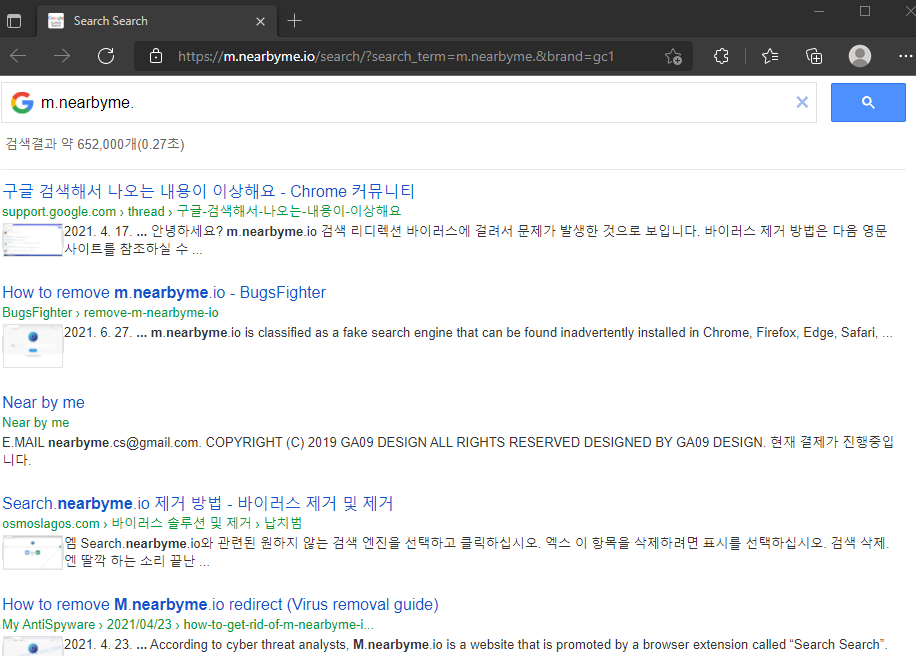 Search Search
https://m.nearbyme.io/search/?search_term=m.nearbyme.&brand=gc1
m.nearbyme.
검색결과 약 652,000개(0.27초)
구글 검색해서 나오는 내용이 이상해요 - Chrome 커뮤니티
support.google.com › thread › 구글-검색해서-나오는-내용이-이상해요
2021. 4. 17. ... 안녕하세요? m.nearbyme.io 검색 리디렉션 바이러스에 걸려서 문제가 발생한 것으로 보입니다. 바이러스 제거 방법은 다음 영문
사이트를 참조하실 수 ...
How to remove m.nearbyme.io - BugsFighter
BugsFighter › remove-m-nearbyme-io
2021. 6. 27. ... m.nearbyme.io is classified as a fake search engine that can be found inadvertently installed in Chrome, Firefox, Edge, Safari, ...
Near by me
Near by me
E.MAIL nearbyme.cs@gmail.com. COPYRIGHT (C) 2019 GA09 DESIGN ALL RIGHTS RESERVED DESIGNED BY GA09 DESIGN. 현재 결제가 진행중입
니다.
Search.nearbyme.io 제거 방법 - 바이러스 제거 및 제거
osmoslagos.com › 바이러스 솔루션 및 제거 › 납치범
엠 Search.nearbyme.io와 관련된 원하지 않는 검색 엔진을 선택하고 클릭하십시오. 엑스 이 항목을 삭제하려면 표시를 선택하십시오. 검색 삭제.
엔 딸깍 하는 소리 끝난 ...
How to remove M.nearbyme.io redirect (Virus removal guide)
My AntiSpyware › 2021/04/23 › how-to-get-rid-of-m-nearbyme-i...
2021. 4. 23. ... According to cyber threat analysts, M.nearbyme.io is a website that is promoted by a browser extension called “Search Search”.